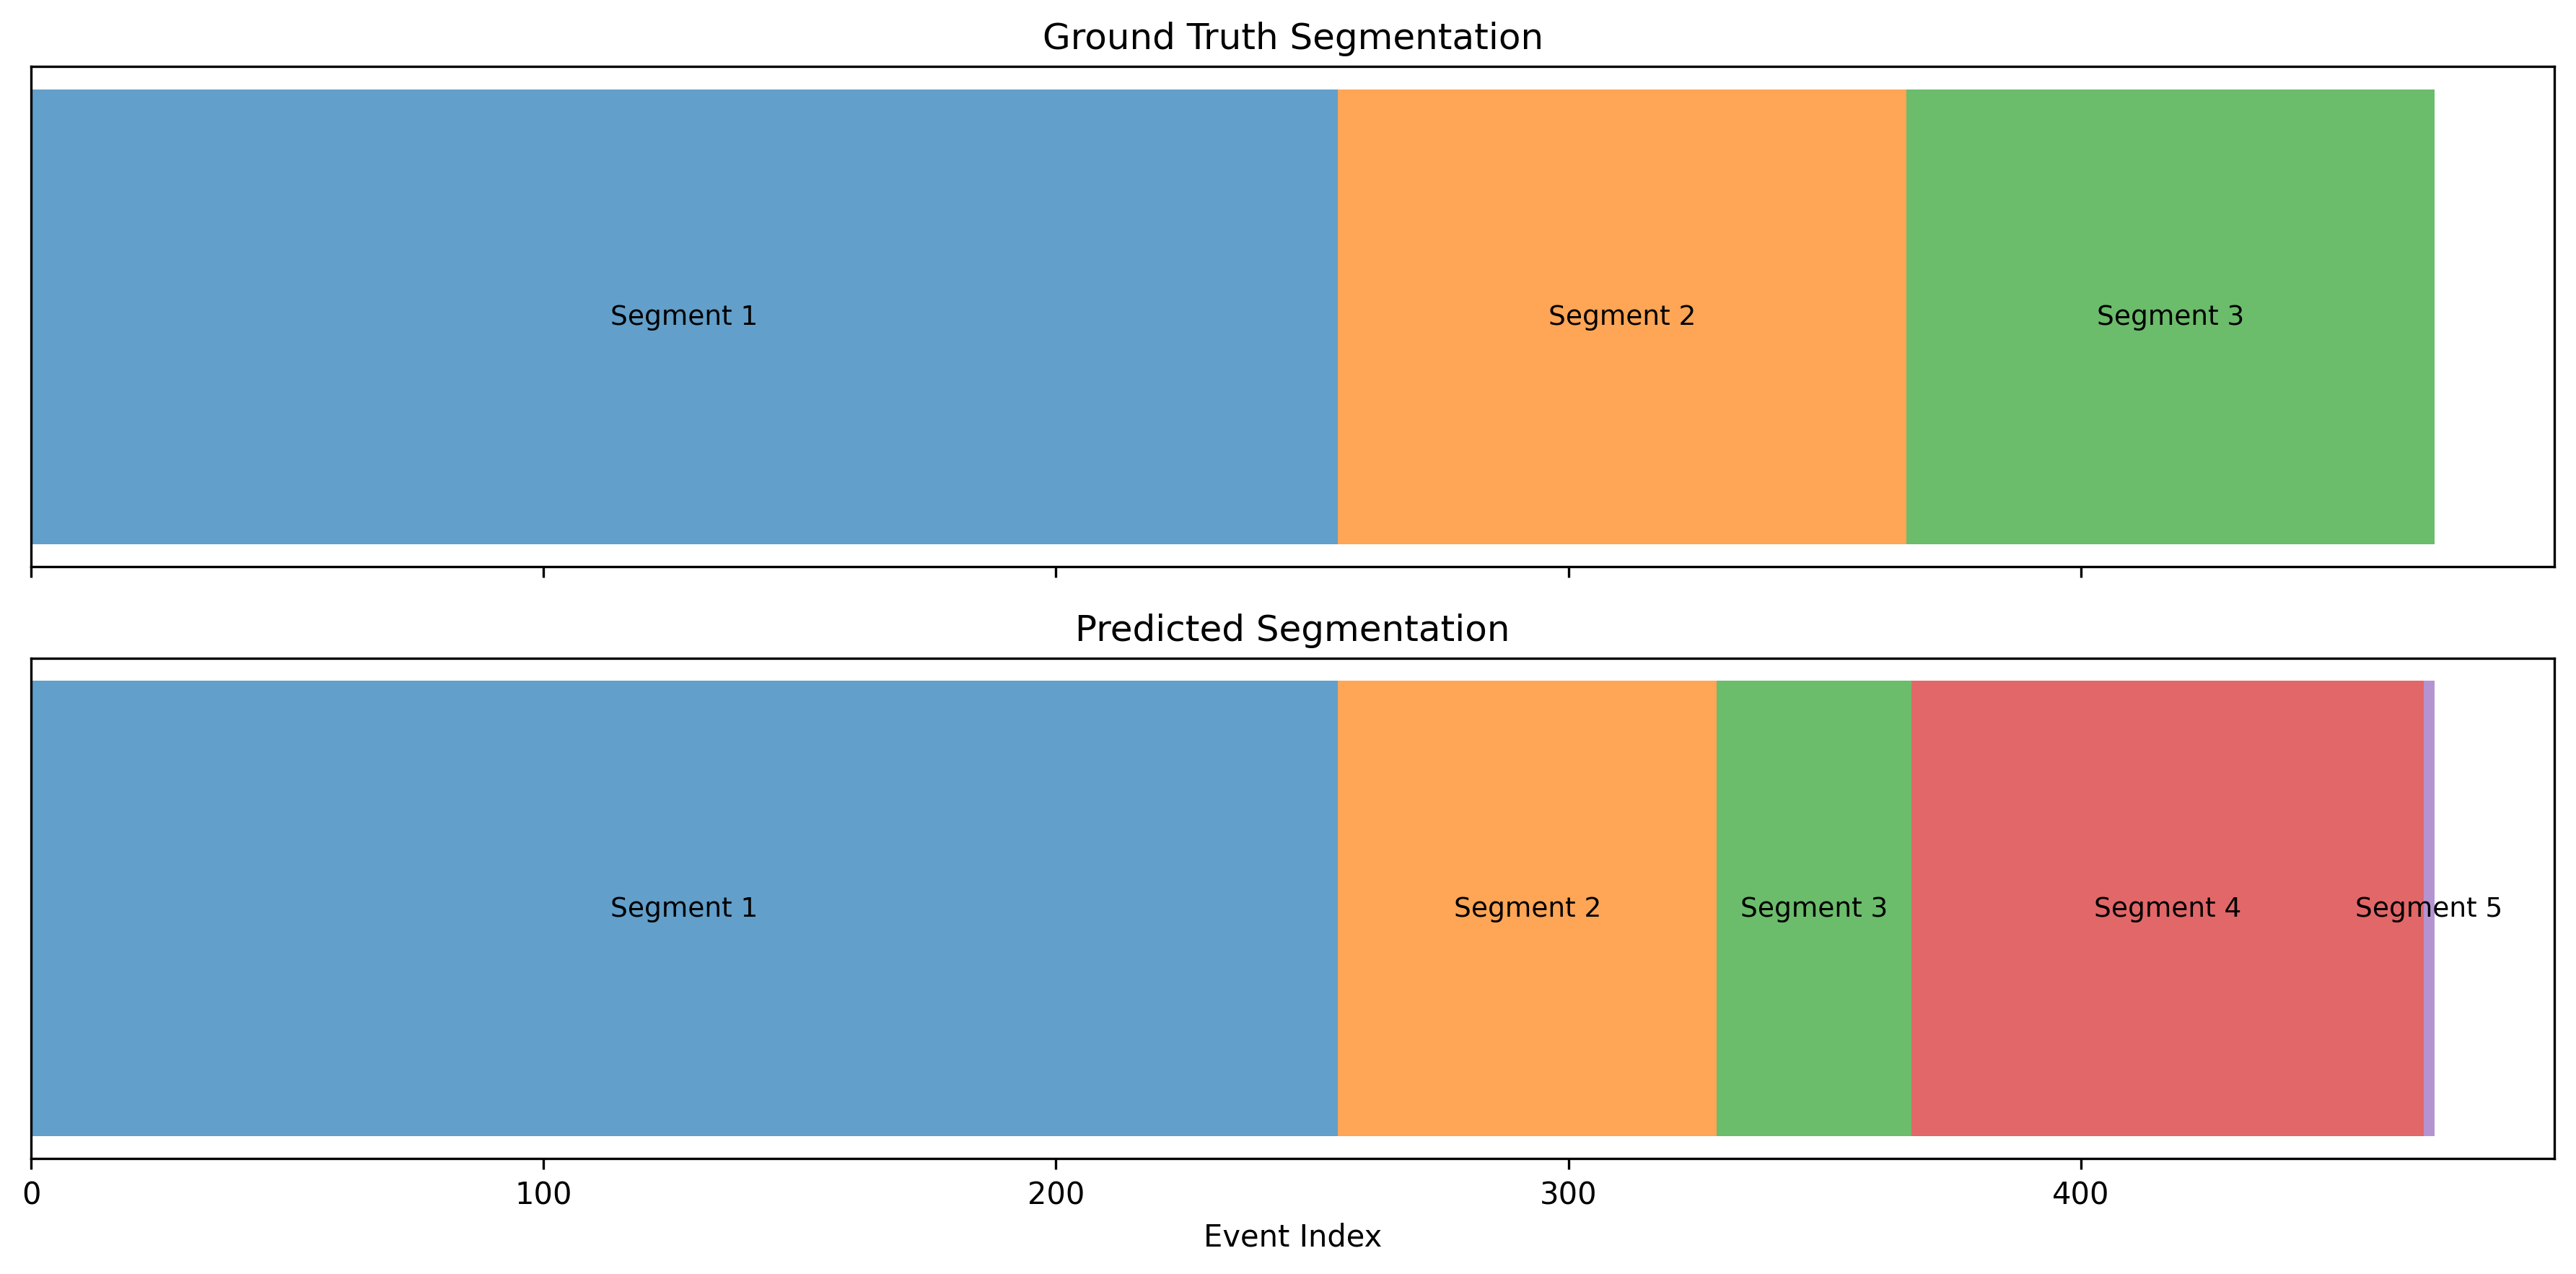 Ground Truth Segmentation
Segment 1 Segment 2 Segment 3
Predicted Segmentation
Segment 1 Segment 2 Segment 3 Segment 4 Segment 5
0 100 200 300 400
Event Index